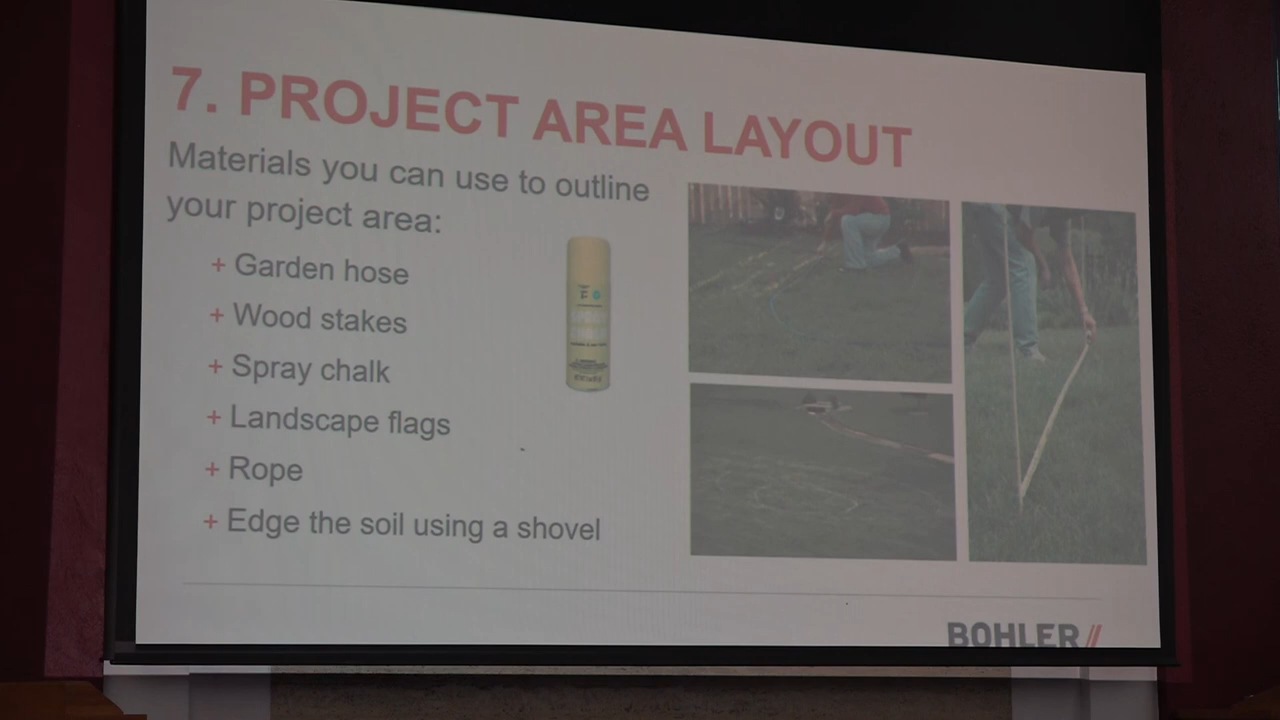 7. PROJECT AREA LAYOUT
Materials you can use to outline
your project area:
+ Garden hose
+ Wood stakes
+ Spray chalk
+ Landscape flags
+ Rope
+ Edge the soil using a shovel
BOHLER//